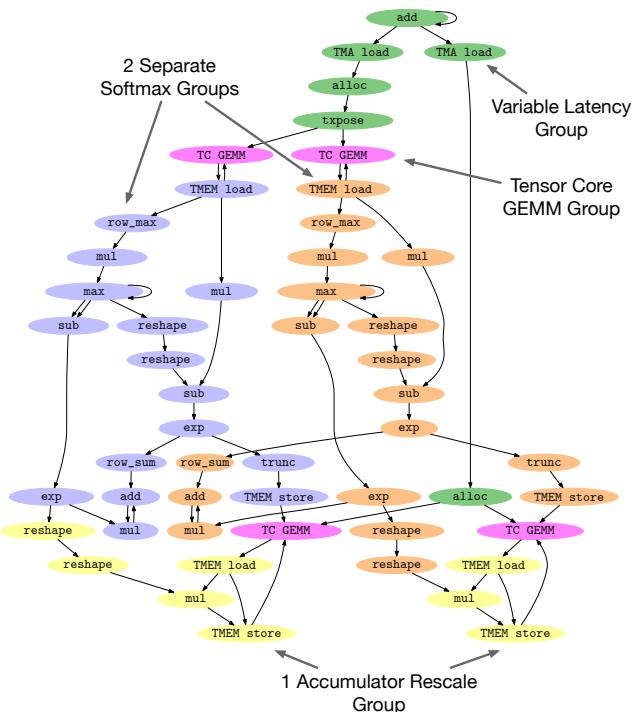 add
TMA load
TMA load
2 Separate
Softmax Groups
alloc
Variable Latency
Group
txpose
TC GEMM
TC GEMM
Tensor Core
GEMM Group
TMEM load
TMEM load
row_max
row_max
mul
mul
mul
max
mul
max
sub
reshape
sub
reshape
reshape
reshape
sub
sub
exp
exp
row_sum
row_sum
trunc
trunc
exp
add
add
TMEM store
exp
alloc
TMEM store
reshape
mul
mul
TC GEMM
reshape
TC GEMM
reshape
TMEM load
reshape
TMEM load
mul
mul
TMEM store
TMEM store
1 Accumulator Rescale
Group